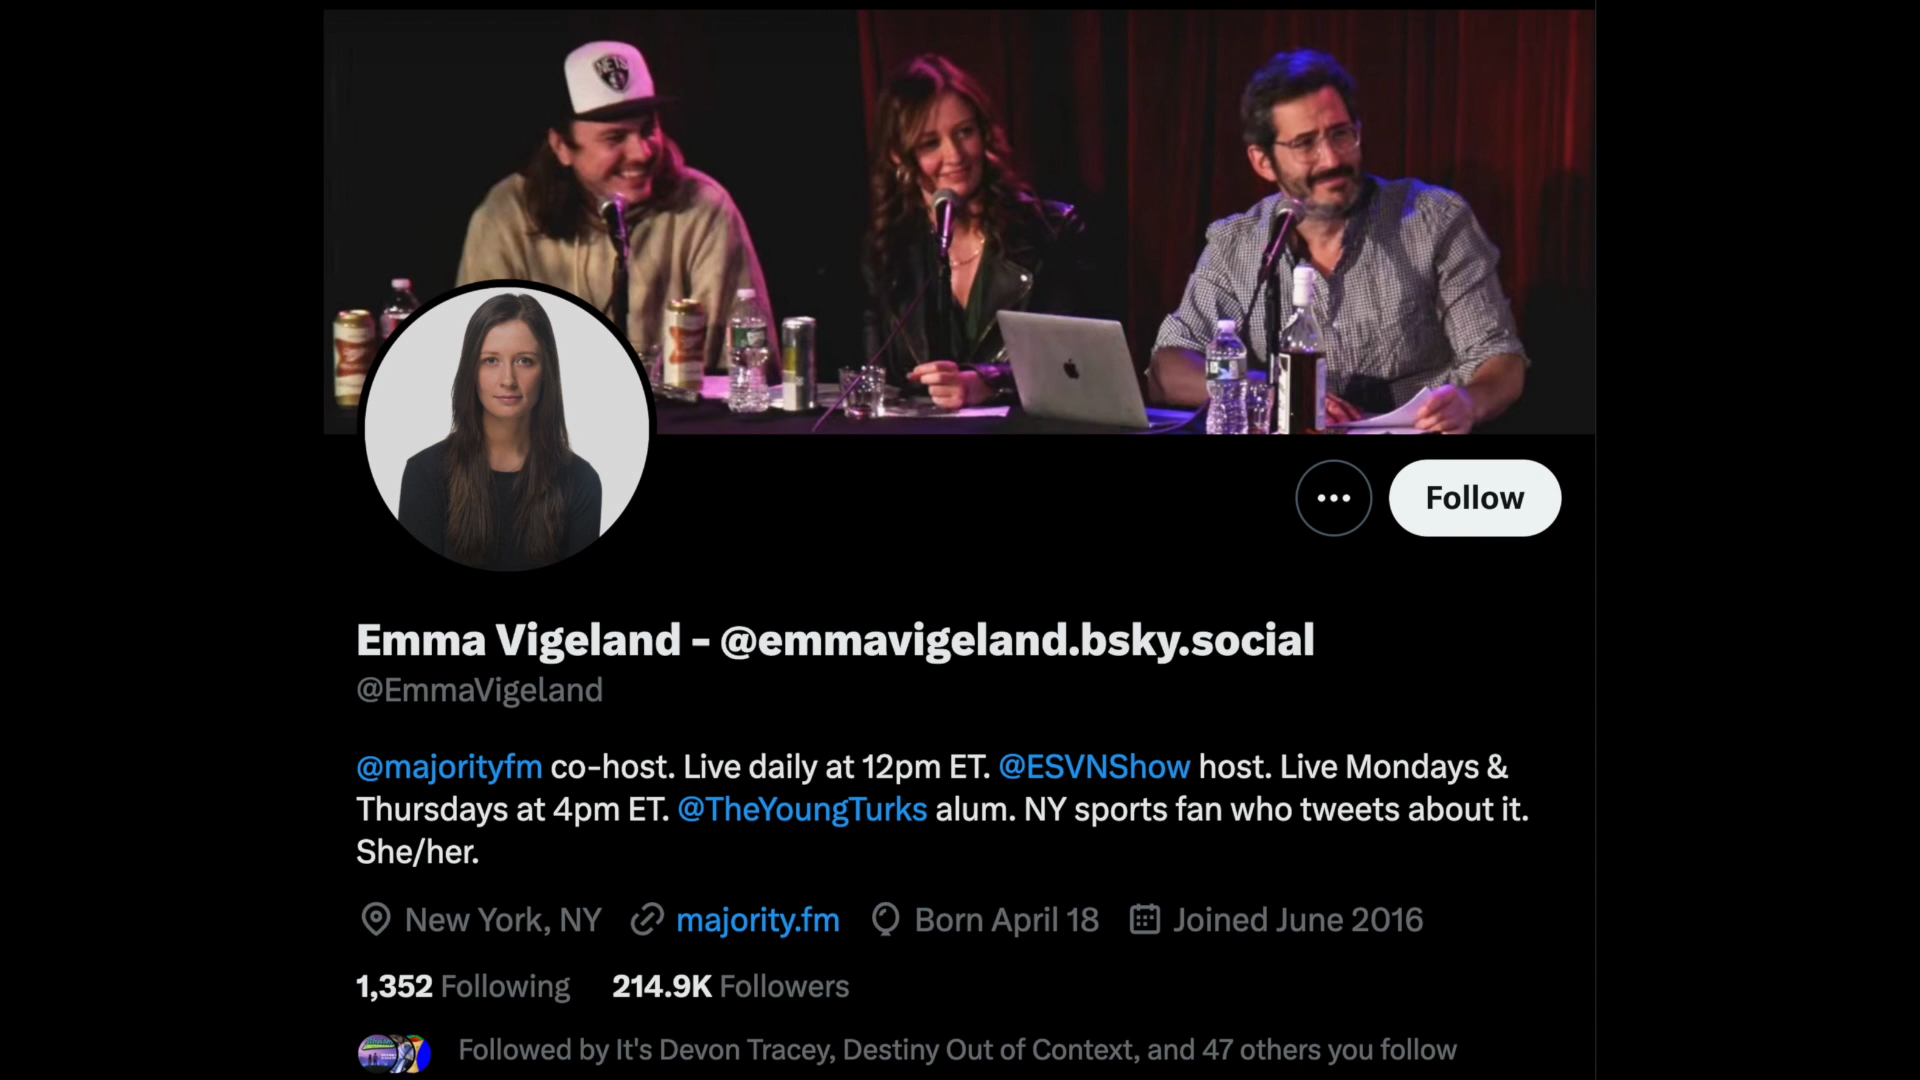 NETS
Follow
Emma Vigeland - @emmavigeland.bsky.social
@EmmaVigeland
@majorityfm co-host. Live daily at 12pm ET. @ESVNShow host. Live Mondays &
Thursdays at 4pm ET. @TheYoungTurks alum. NY sports fan who tweets about it.
She/her.
New York, NY majority.fm Born April 18 Joined June 2016
1,352 Following 214.9K Followers
Followed by It's Devon Tracey, Destiny Out of Context, and 47 others you follow